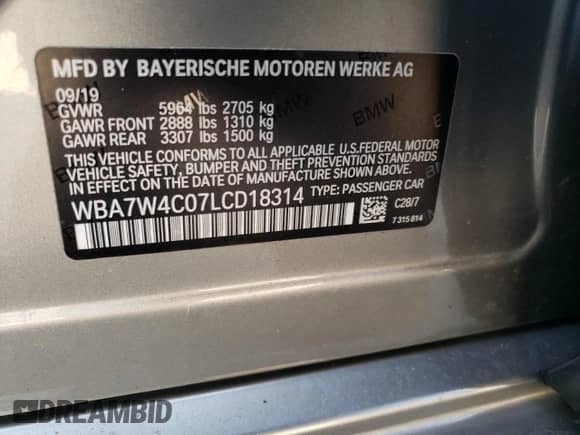 MFD BY BAYERISCHE MOTOREN WERKE AG
09/19
GVWR 5964 lbs 2705 kg
GAWR FRONT 2888 lbs 1310 kg
GAWR REAR 3307 lbs 1500 kg
THIS VEHICLE CONFORMS TO ALL APPLICABLE U.S.FEDERAL MOTOR
VEHICLE SAFETY, BUMPER AND THEFT PREVENTION STANDARDS
IN EFFECT ON THE DATE OF MANUFACTURE SHOWN ABOVE.
WBA7W4C07LCD18314 TYPE: PASSENGER CAR
C28/7
7315814
BMW
DREAMBID